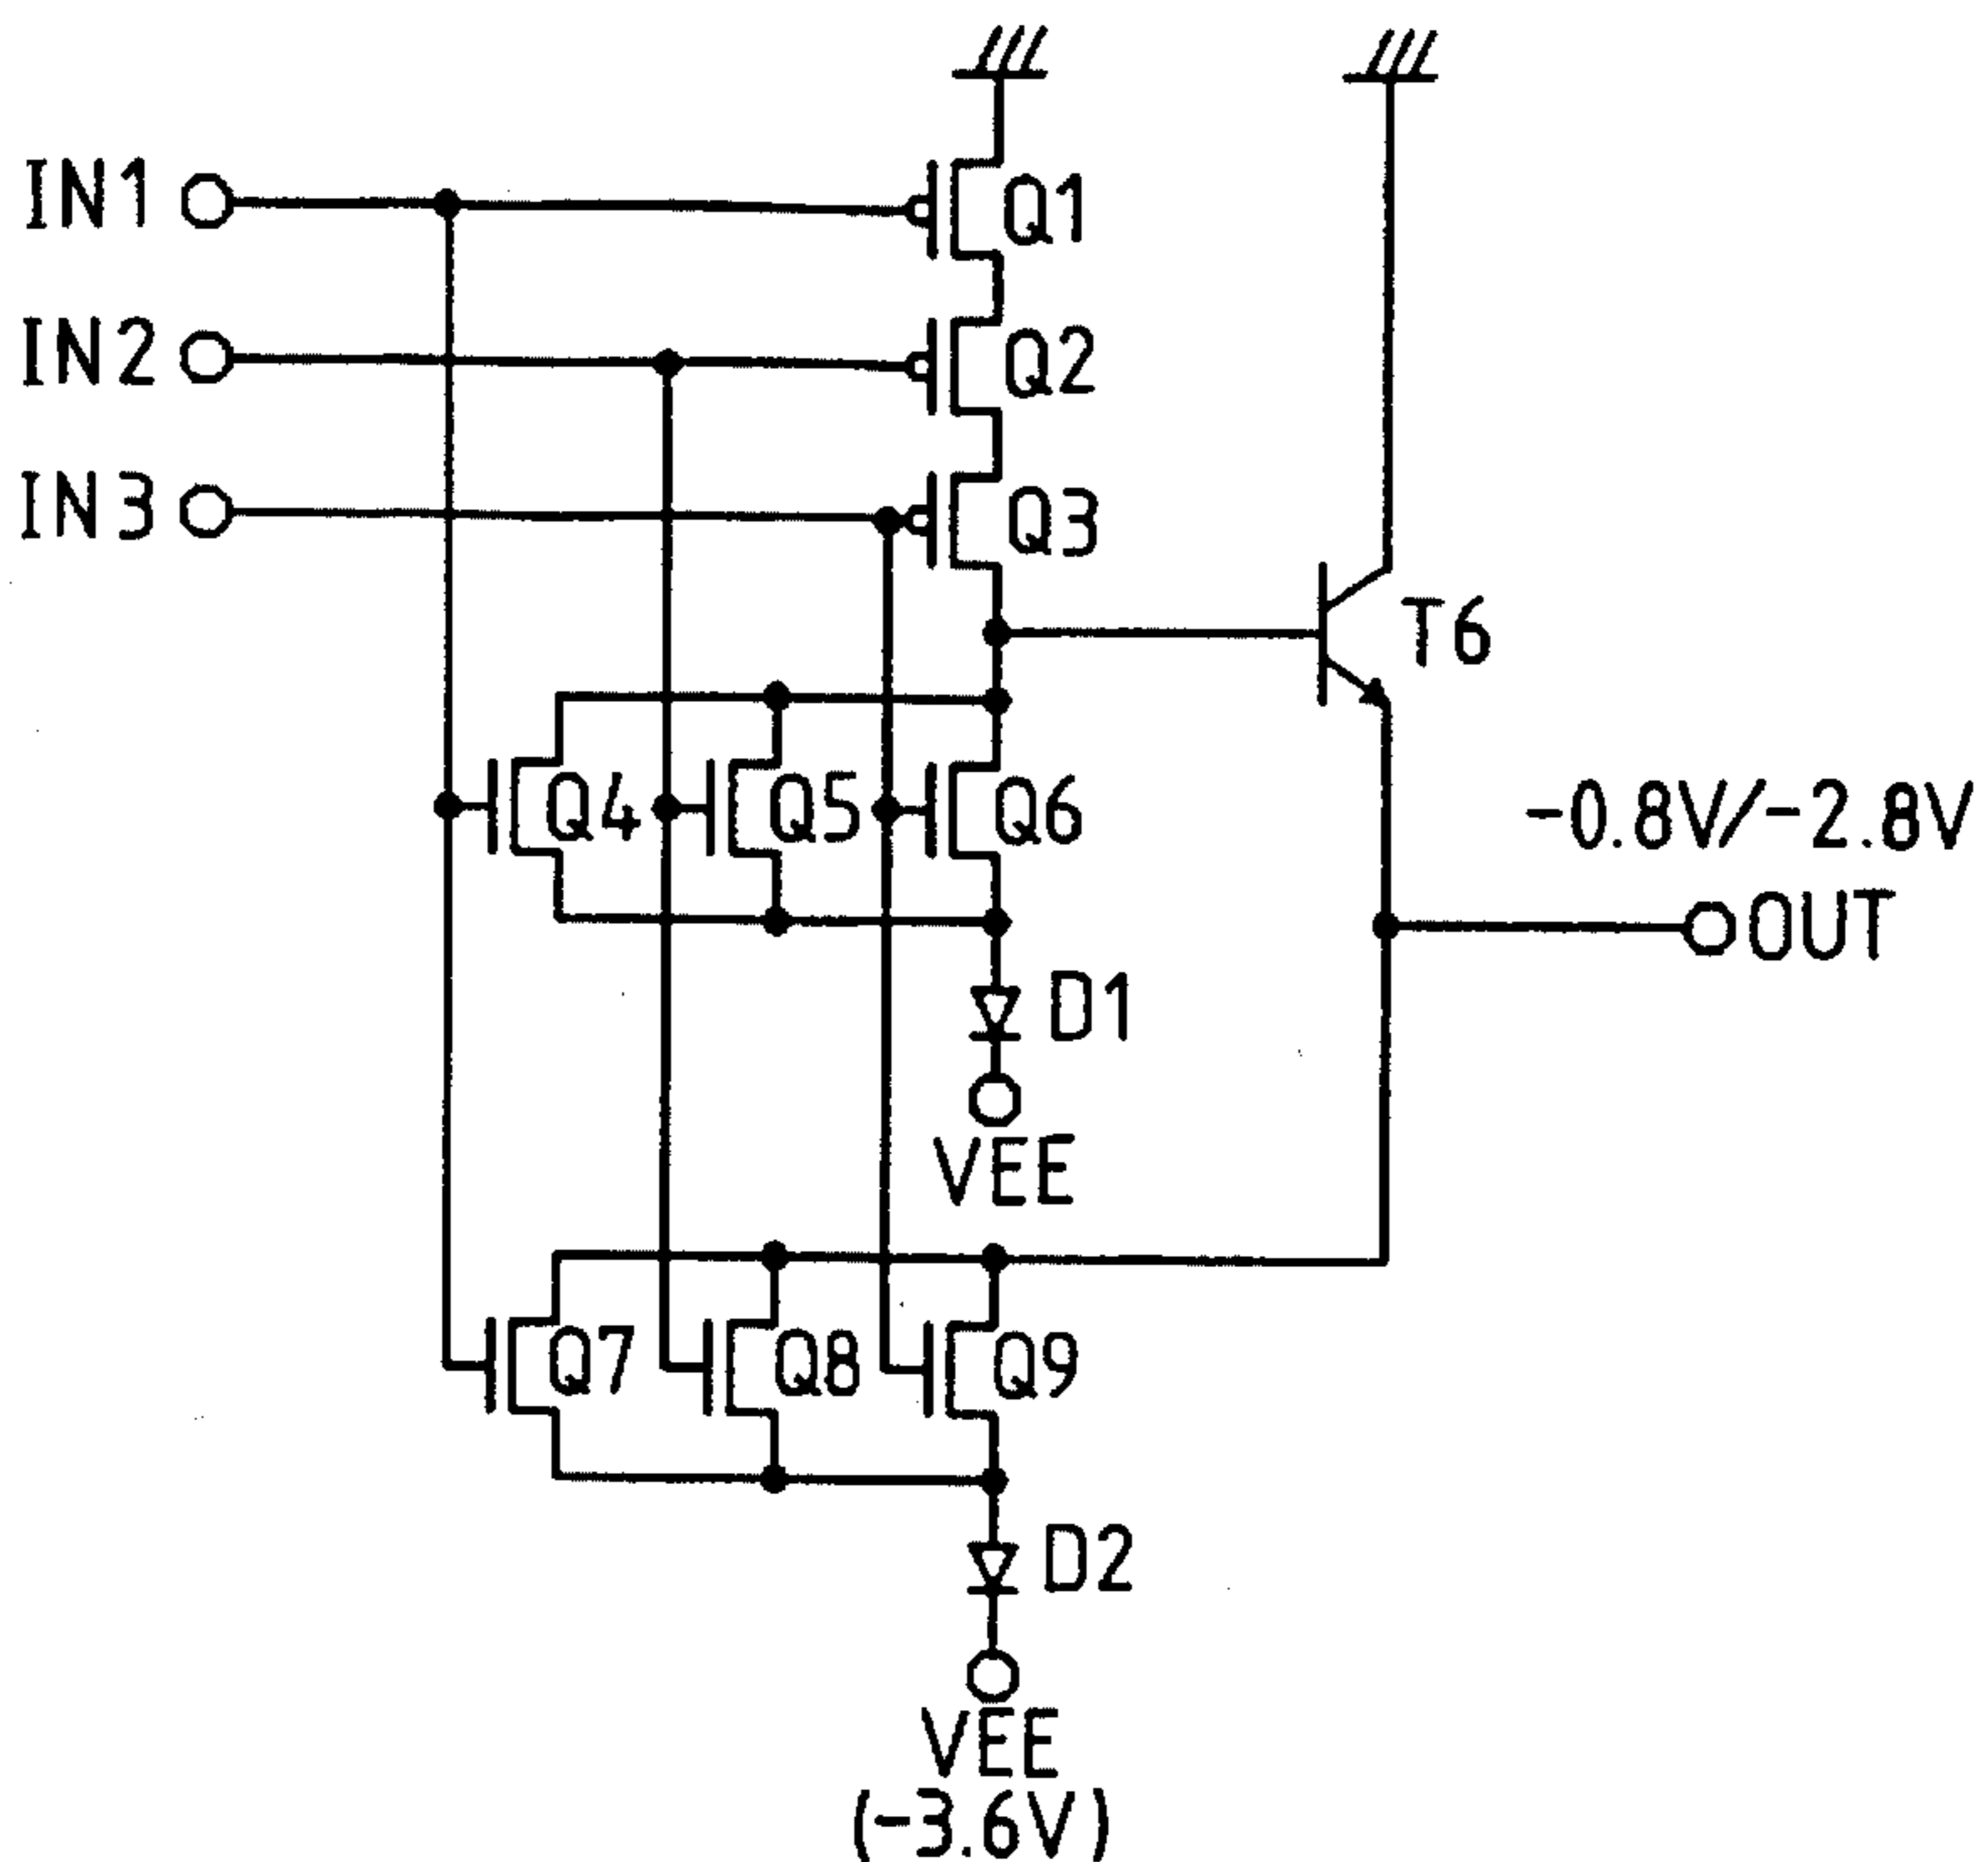 IN1
Q1
IN2
Q2
IN3
Q3
T6
Q4
Q5
Q6
-0.8V/-2.8V
OUT
D1
VEE
Q7
Q8
Q9
D2
VEE
(-3.6V)